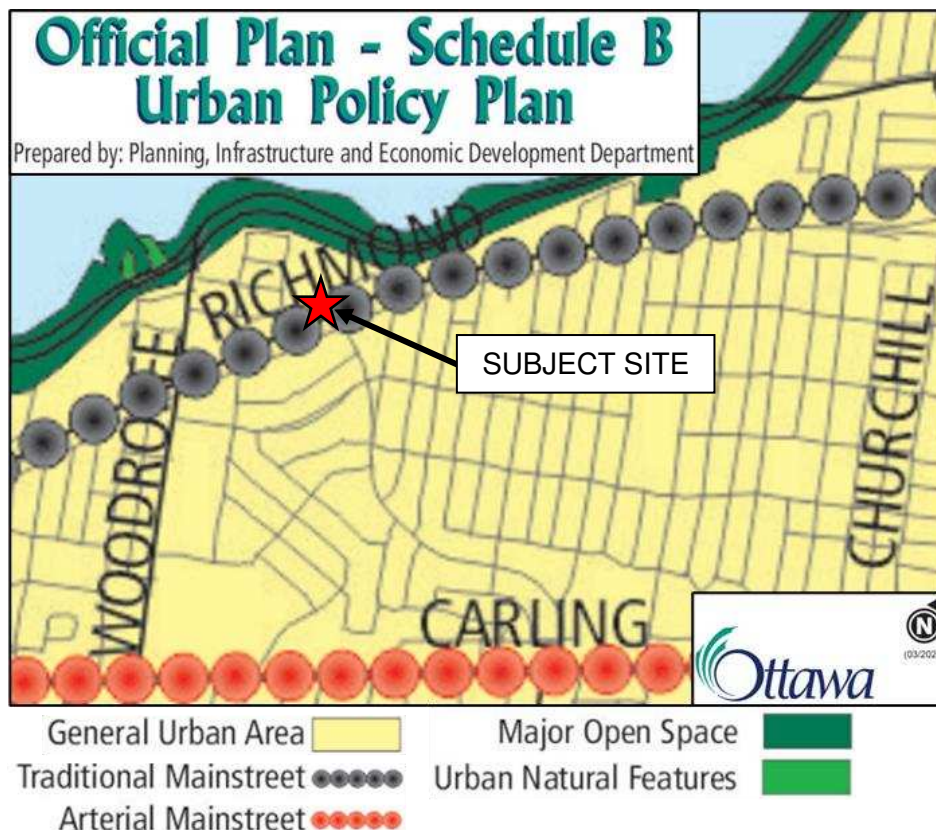 Official Plan - Schedule B
Urban Policy Plan
Prepared by: Planning, Infrastructure and Economic Development Department
RICHMOND
SUBJECT SITE
WOODROFFE
CHURCHILL
CARLING
N
Ottawa
General Urban Area
Traditional Mainstreet
Arterial Mainstreet
Major Open Space
Urban Natural Features